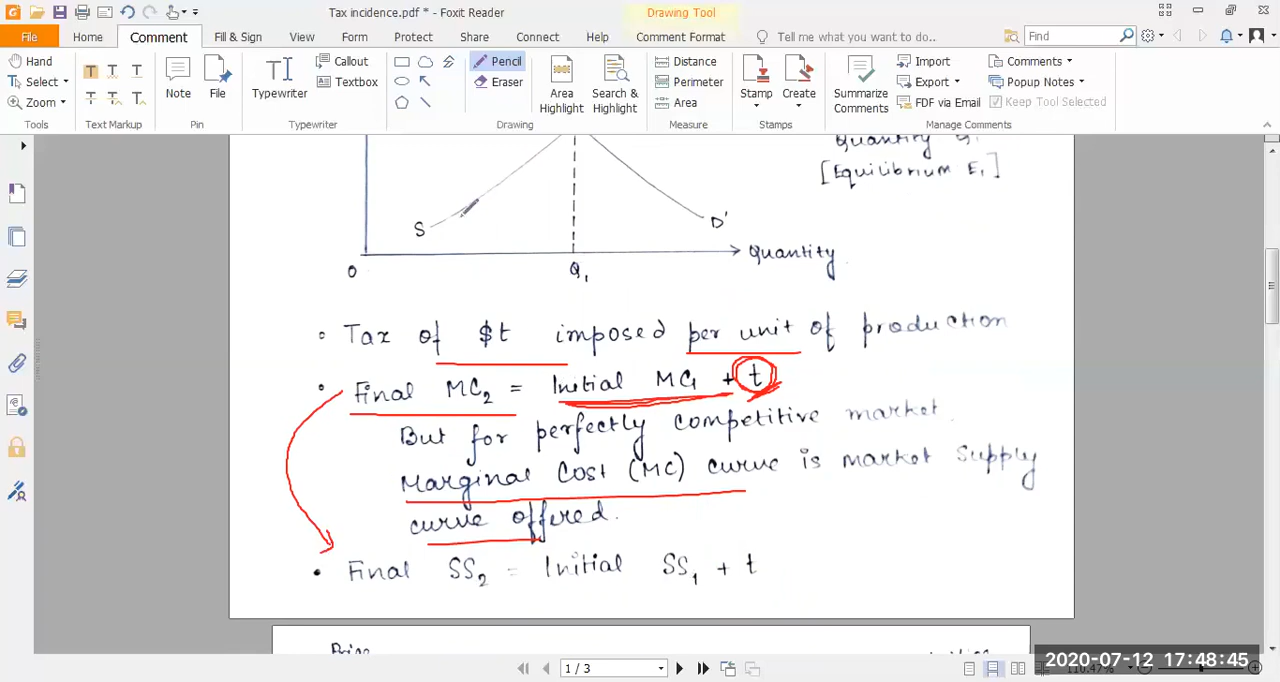 Tax incidence.pdf * - Foxit Reader
Drawing Tool
File Home Comment Fill & Sign View Form Protect Share Connect Help Comment Format Tell me what you want to do.. Find
Hand
Select
Zoom
Tools
Text Markup
Note
File
Pin
Typewriter
Callout
Textbox
Typewriter
Pencil
Eraser
Area Highlight
Search & Highlight
Drawing
Distance
Perimeter
Area
Measure
Stamp
Create
Stamps
Summarize Comments
Import
Export
FDF via Email
Comments
Popup Notes
Keep Tool Selected
Manage Comments
Quantity Q1
[Equilibrium E1]
S
D'
Quantity
O
Q1
Tax of $t imposed per unit of production
Final MC2 = Initial MC1 + t
But for perfectly competitive market.
Marginal Cost (MC) curve is market supply
curve offered.
Final SS2 = Initial SS1 + t
Price
1 / 3
2020-07-12 17:48:45